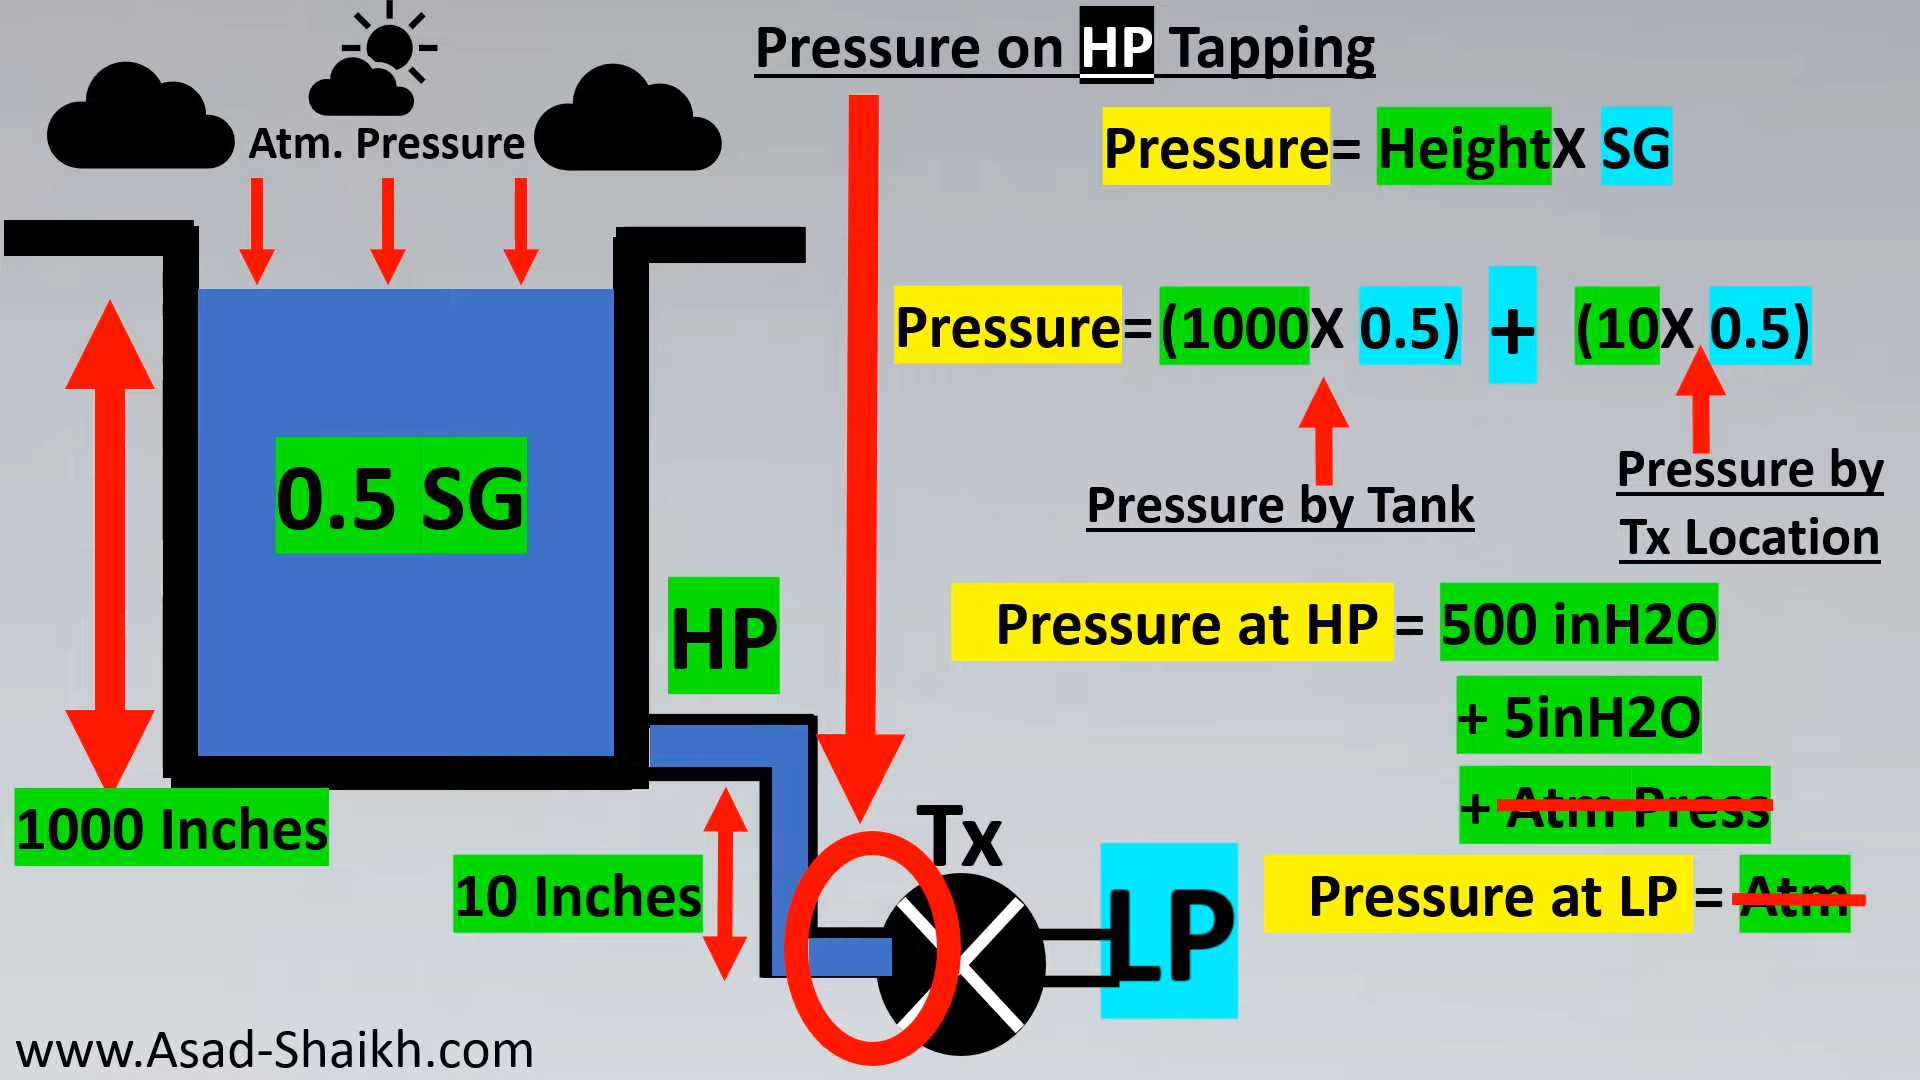 Pressure on HP Tapping
Atm. Pressure
Pressure= HeightX SG
Pressure=(1000X 0.5) + (10X 0.5)
Pressure by Tank
Pressure by
Tx Location
0.5 SG
HP
Pressure at HP = 500 inH2O
+ 5inH2O
+ Atm Press
1000 Inches
10 Inches
Tx
LP
Pressure at LP = Atm
www.Asad-Shaikh.com